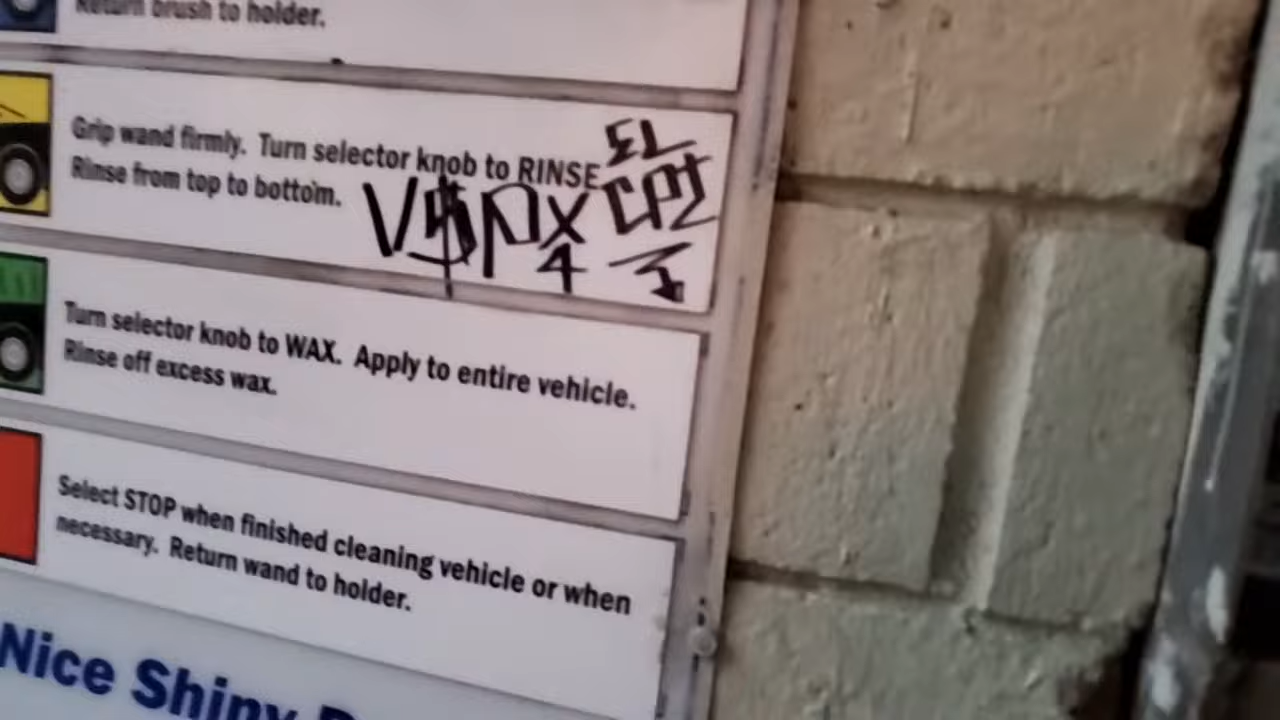 Return brush to holder.
Grip wand firmly. Turn selector knob to RINSE.
Rinse from top to bottom.
EL
Turn selector knob to WAX. Apply to entire vehicle.
Rinse off excess wax.
Select STOP when finished cleaning vehicle or when
necessary. Return wand to holder.
Nice Shiny